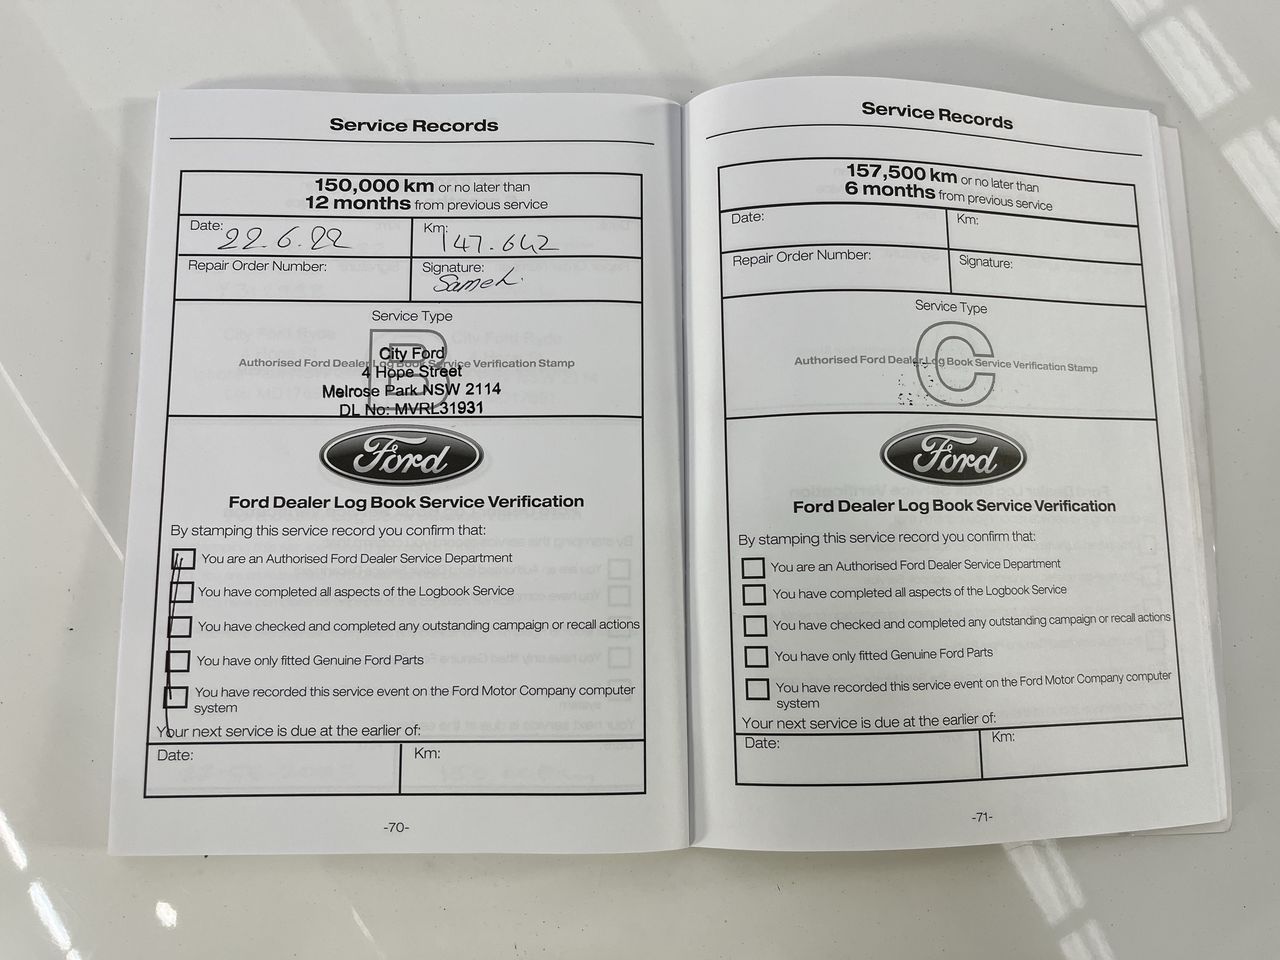 Service Records
150,000 km or no later than
12 months from previous service
Date: 22.6.22
Km: 147.642
Repair Order Number:
Signature: Sameh
Service Type
B
Authorised Ford Dealer Log Book Service Verification Stamp
City Ford
4 Hope Street
Melrose Park NSW 2114
DL No: MVRL31931
Ford
Ford Dealer Log Book Service Verification
By stamping this service record you confirm that:
You are an Authorised Ford Dealer Service Department
You have completed all aspects of the Logbook Service
You have checked and completed any outstanding campaign or recall actions
You have only fitted Genuine Ford Parts
You have recorded this service event on the Ford Motor Company computer
system
Your next service is due at the earlier of:
Date:
Km:
-70-
Service Records
157,500 km or no later than
6 months from previous service
Date:
Km:
Repair Order Number:
Signature:
Service Type
C
Authorised Ford Dealer Log Book Service Verification Stamp
Ford
Ford Dealer Log Book Service Verification
By stamping this service record you confirm that:
You are an Authorised Ford Dealer Service Department
You have completed all aspects of the Logbook Service
You have checked and completed any outstanding campaign or recall actions
You have only fitted Genuine Ford Parts
You have recorded this service event on the Ford Motor Company computer
system
Your next service is due at the earlier of:
Date:
Km:
-71-